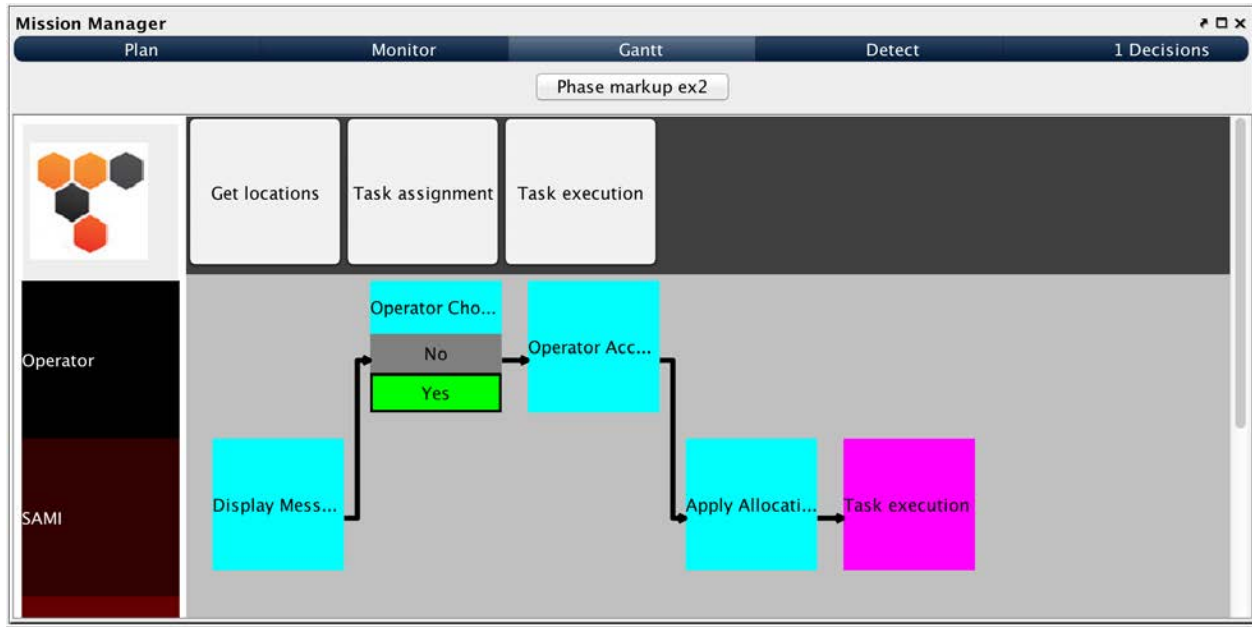 Mission Manager
Plan Monitor Gantt Detect 1 Decisions
Phase markup ex2
Get locations Task assignment Task execution
Operator Cho...
No
Yes
Operator Acc...
Operator
Display Mess...
Apply Allocati...
Task execution
SAMI